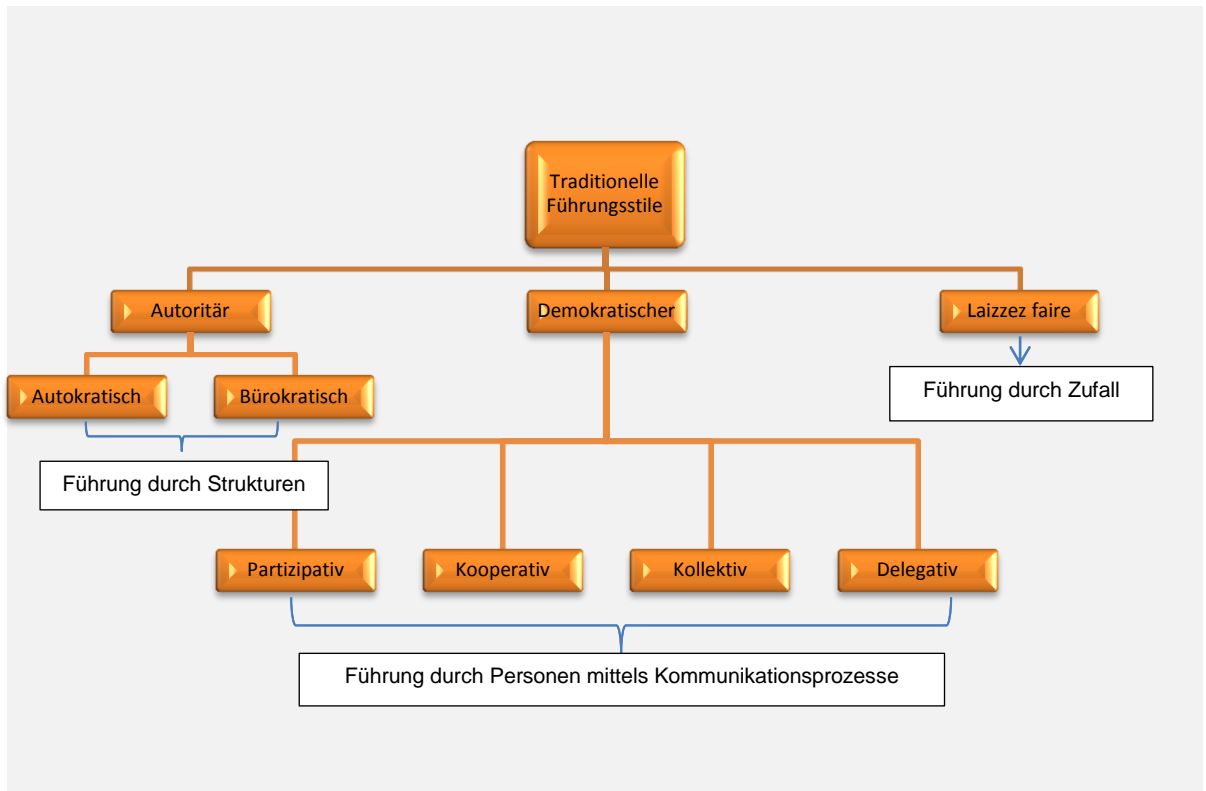 Traditionelle
Führungsstile
Autoritär
Demokratischer
Laizzez faire
Autokratisch
Bürokratisch
Führung durch Zufall
Führung durch Strukturen
Partizipativ
Kooperativ
Kollektiv
Delegativ
Führung durch Personen mittels Kommunikationsprozesse